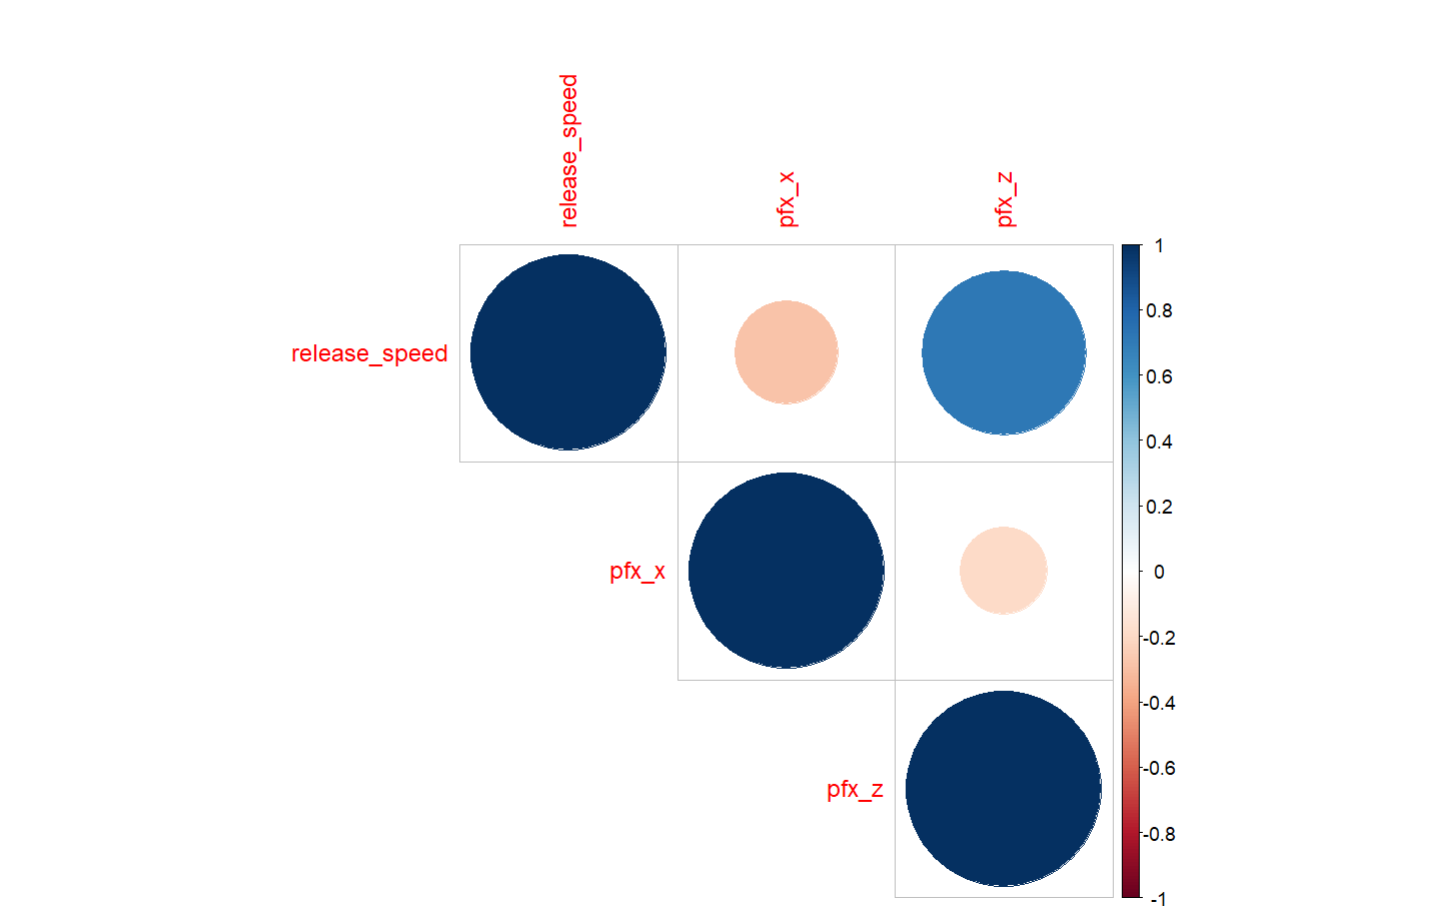 release_speed
pfx_x
pfx_z
release_speed
pfx_x
pfx_z
1
0.8
0.6
0.4
0.2
0
-0.2
-0.4
-0.6
-0.8
-1